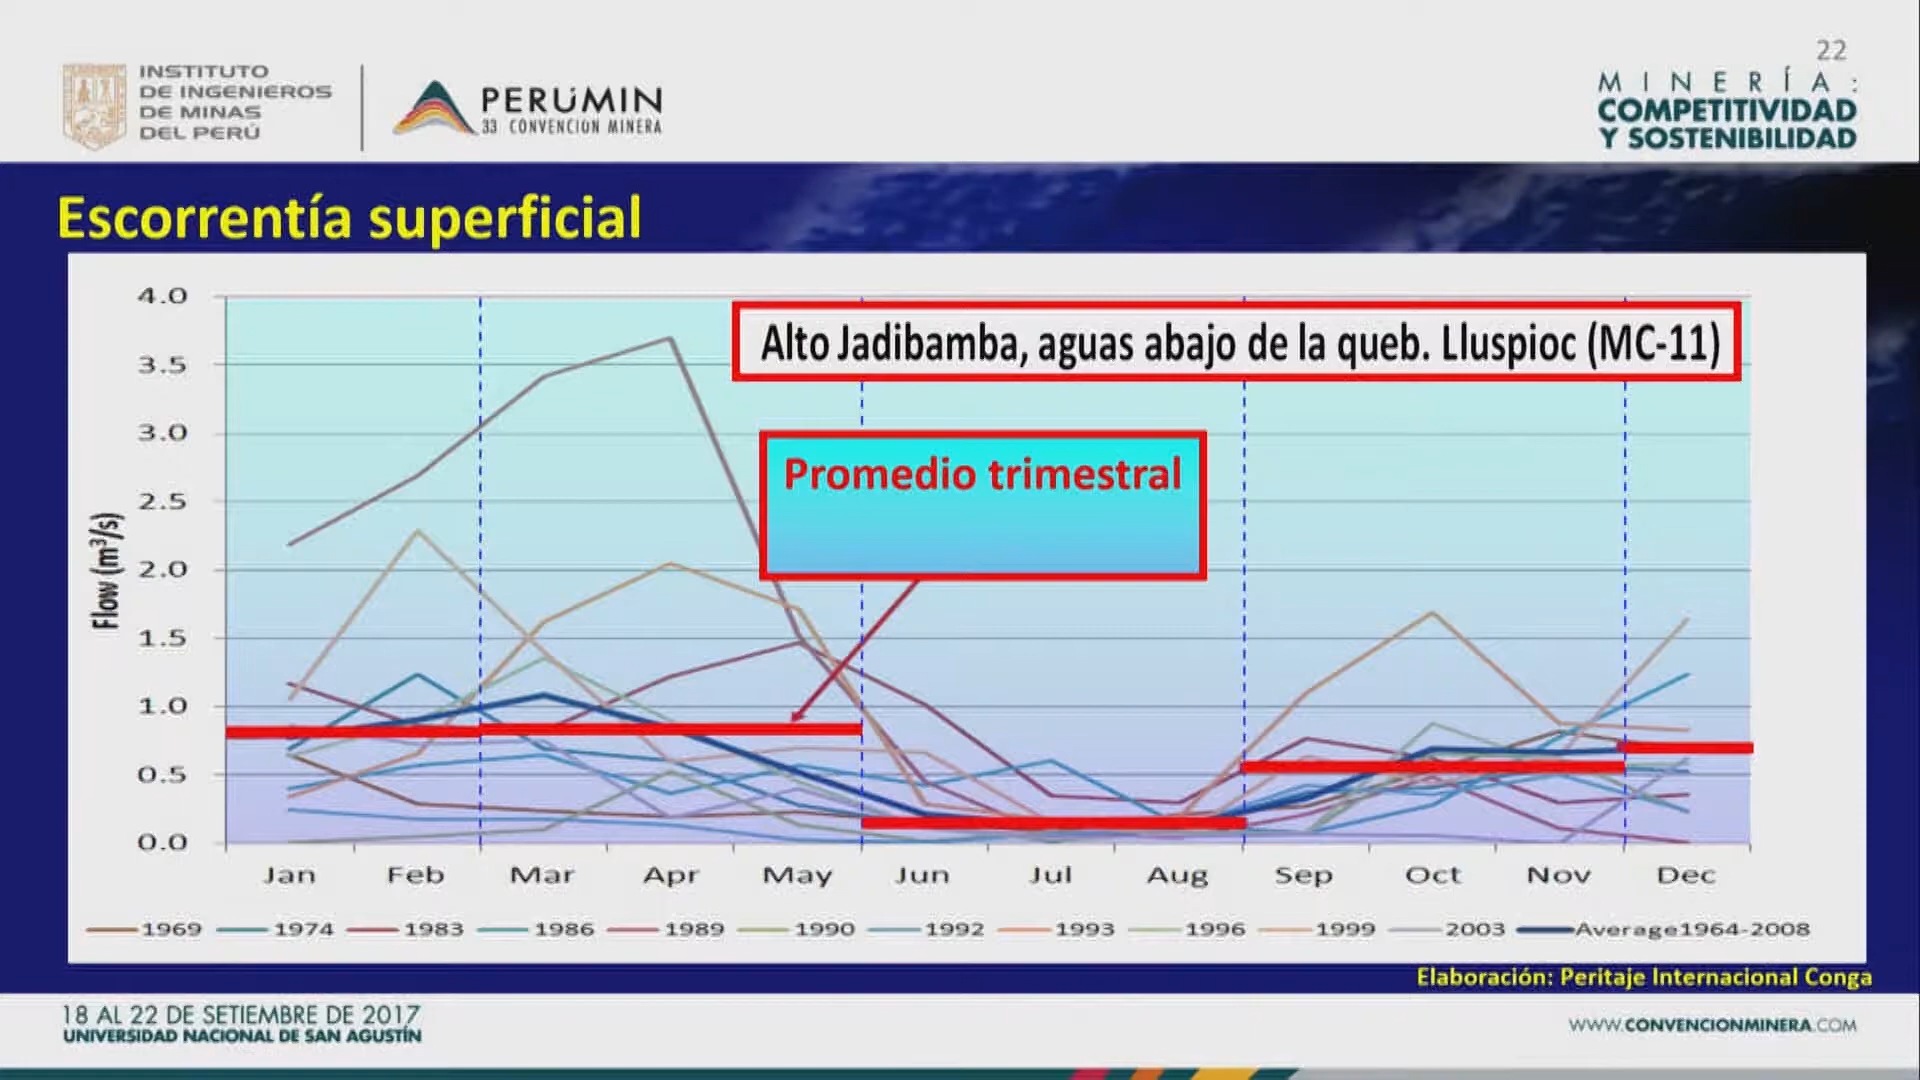 INSTITUTO
DE INGENIEROS
DE MINAS
DEL PERÚ
PERÚMIN
33 CONVENCIÓN MINERA
22
MINERÍA:
COMPETITIVIDAD
Y SOSTENIBILIDAD
Escorrentía superficial
Alto Jadibamba, aguas abajo de la queb. Lluspioc (MC-11)
Promedio trimestral
Flow (m³/s)
4.0
3.5
3.0
2.5
2.0
1.5
1.0
0.5
0.0
Jan Feb Mar Apr May Jun Jul Aug Sep Oct Nov Dec
1969 1974 1983 1986 1989 1990 1992 1993 1996 1999 2003 Average1964-2008
Elaboración: Peritaje Internacional Conga
18 AL 22 DE SETIEMBRE DE 2017
UNIVERSIDAD NACIONAL DE SAN AGUSTÍN
WWW.CONVENCIONMINERA.COM